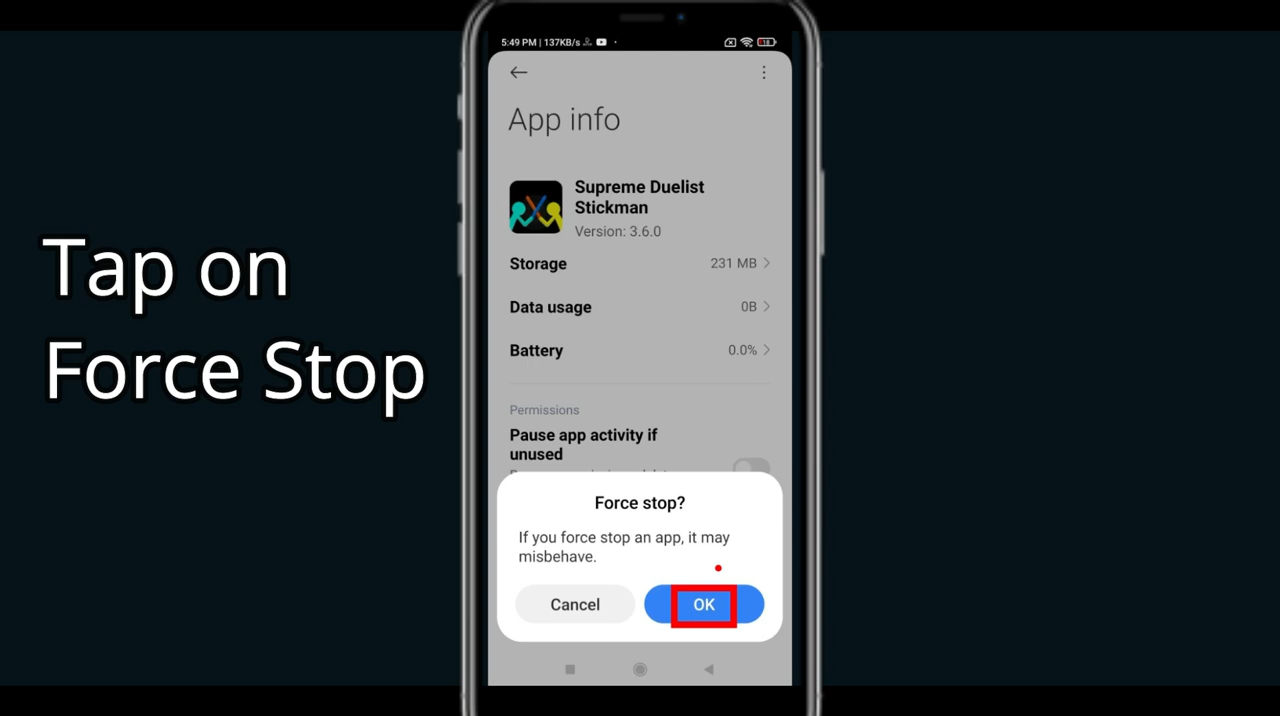 Tap on
Force Stop
5:49 PM | 137KB/s
18
App info
Supreme Duelist
Stickman
Version: 3.6.0
Storage 231 MB
Data usage 0B
Battery 0.0%
Permissions
Pause app activity if
unused
Force stop?
If you force stop an app, it may
misbehave.
Cancel OK